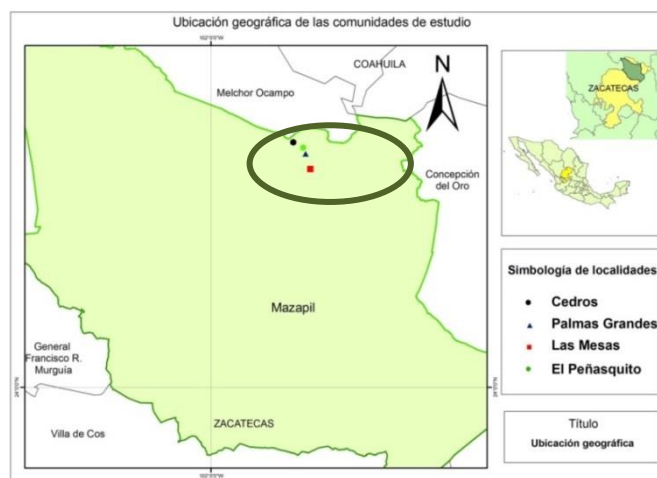 Ubicación geográfica de las comunidades de estudio
COAHUILA
Melchor Ocampo
N
Concepción
del Oro
Mazapil
General
Francisco R.
Murguía
Villa de Cos
ZACATECAS
ZACATECAS
Simbología de localidades
Cedros
Palmas Grandes
Las Mesas
El Peñasquito
Título
Ubicación geográfica